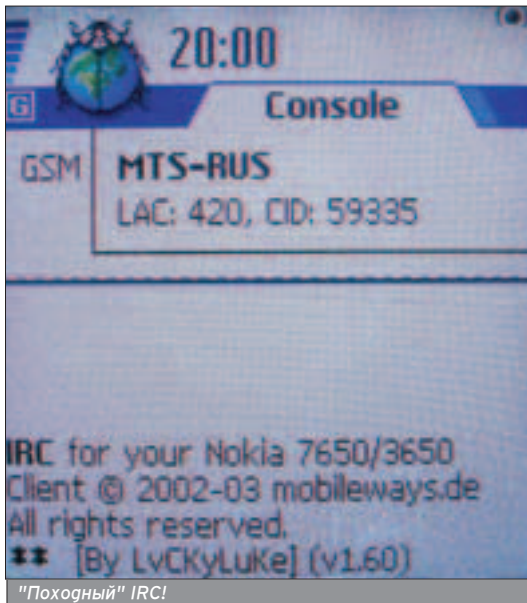 20:00
G
Console
GSM
MTS-RUS
LAC: 420, CID: 59335
IRC for your Nokia 7650/3650
Client © 2002-03 mobileways.de
All rights reserved.
** [By LvCKyLuKe] (v1.60)
"Походный" IRC!